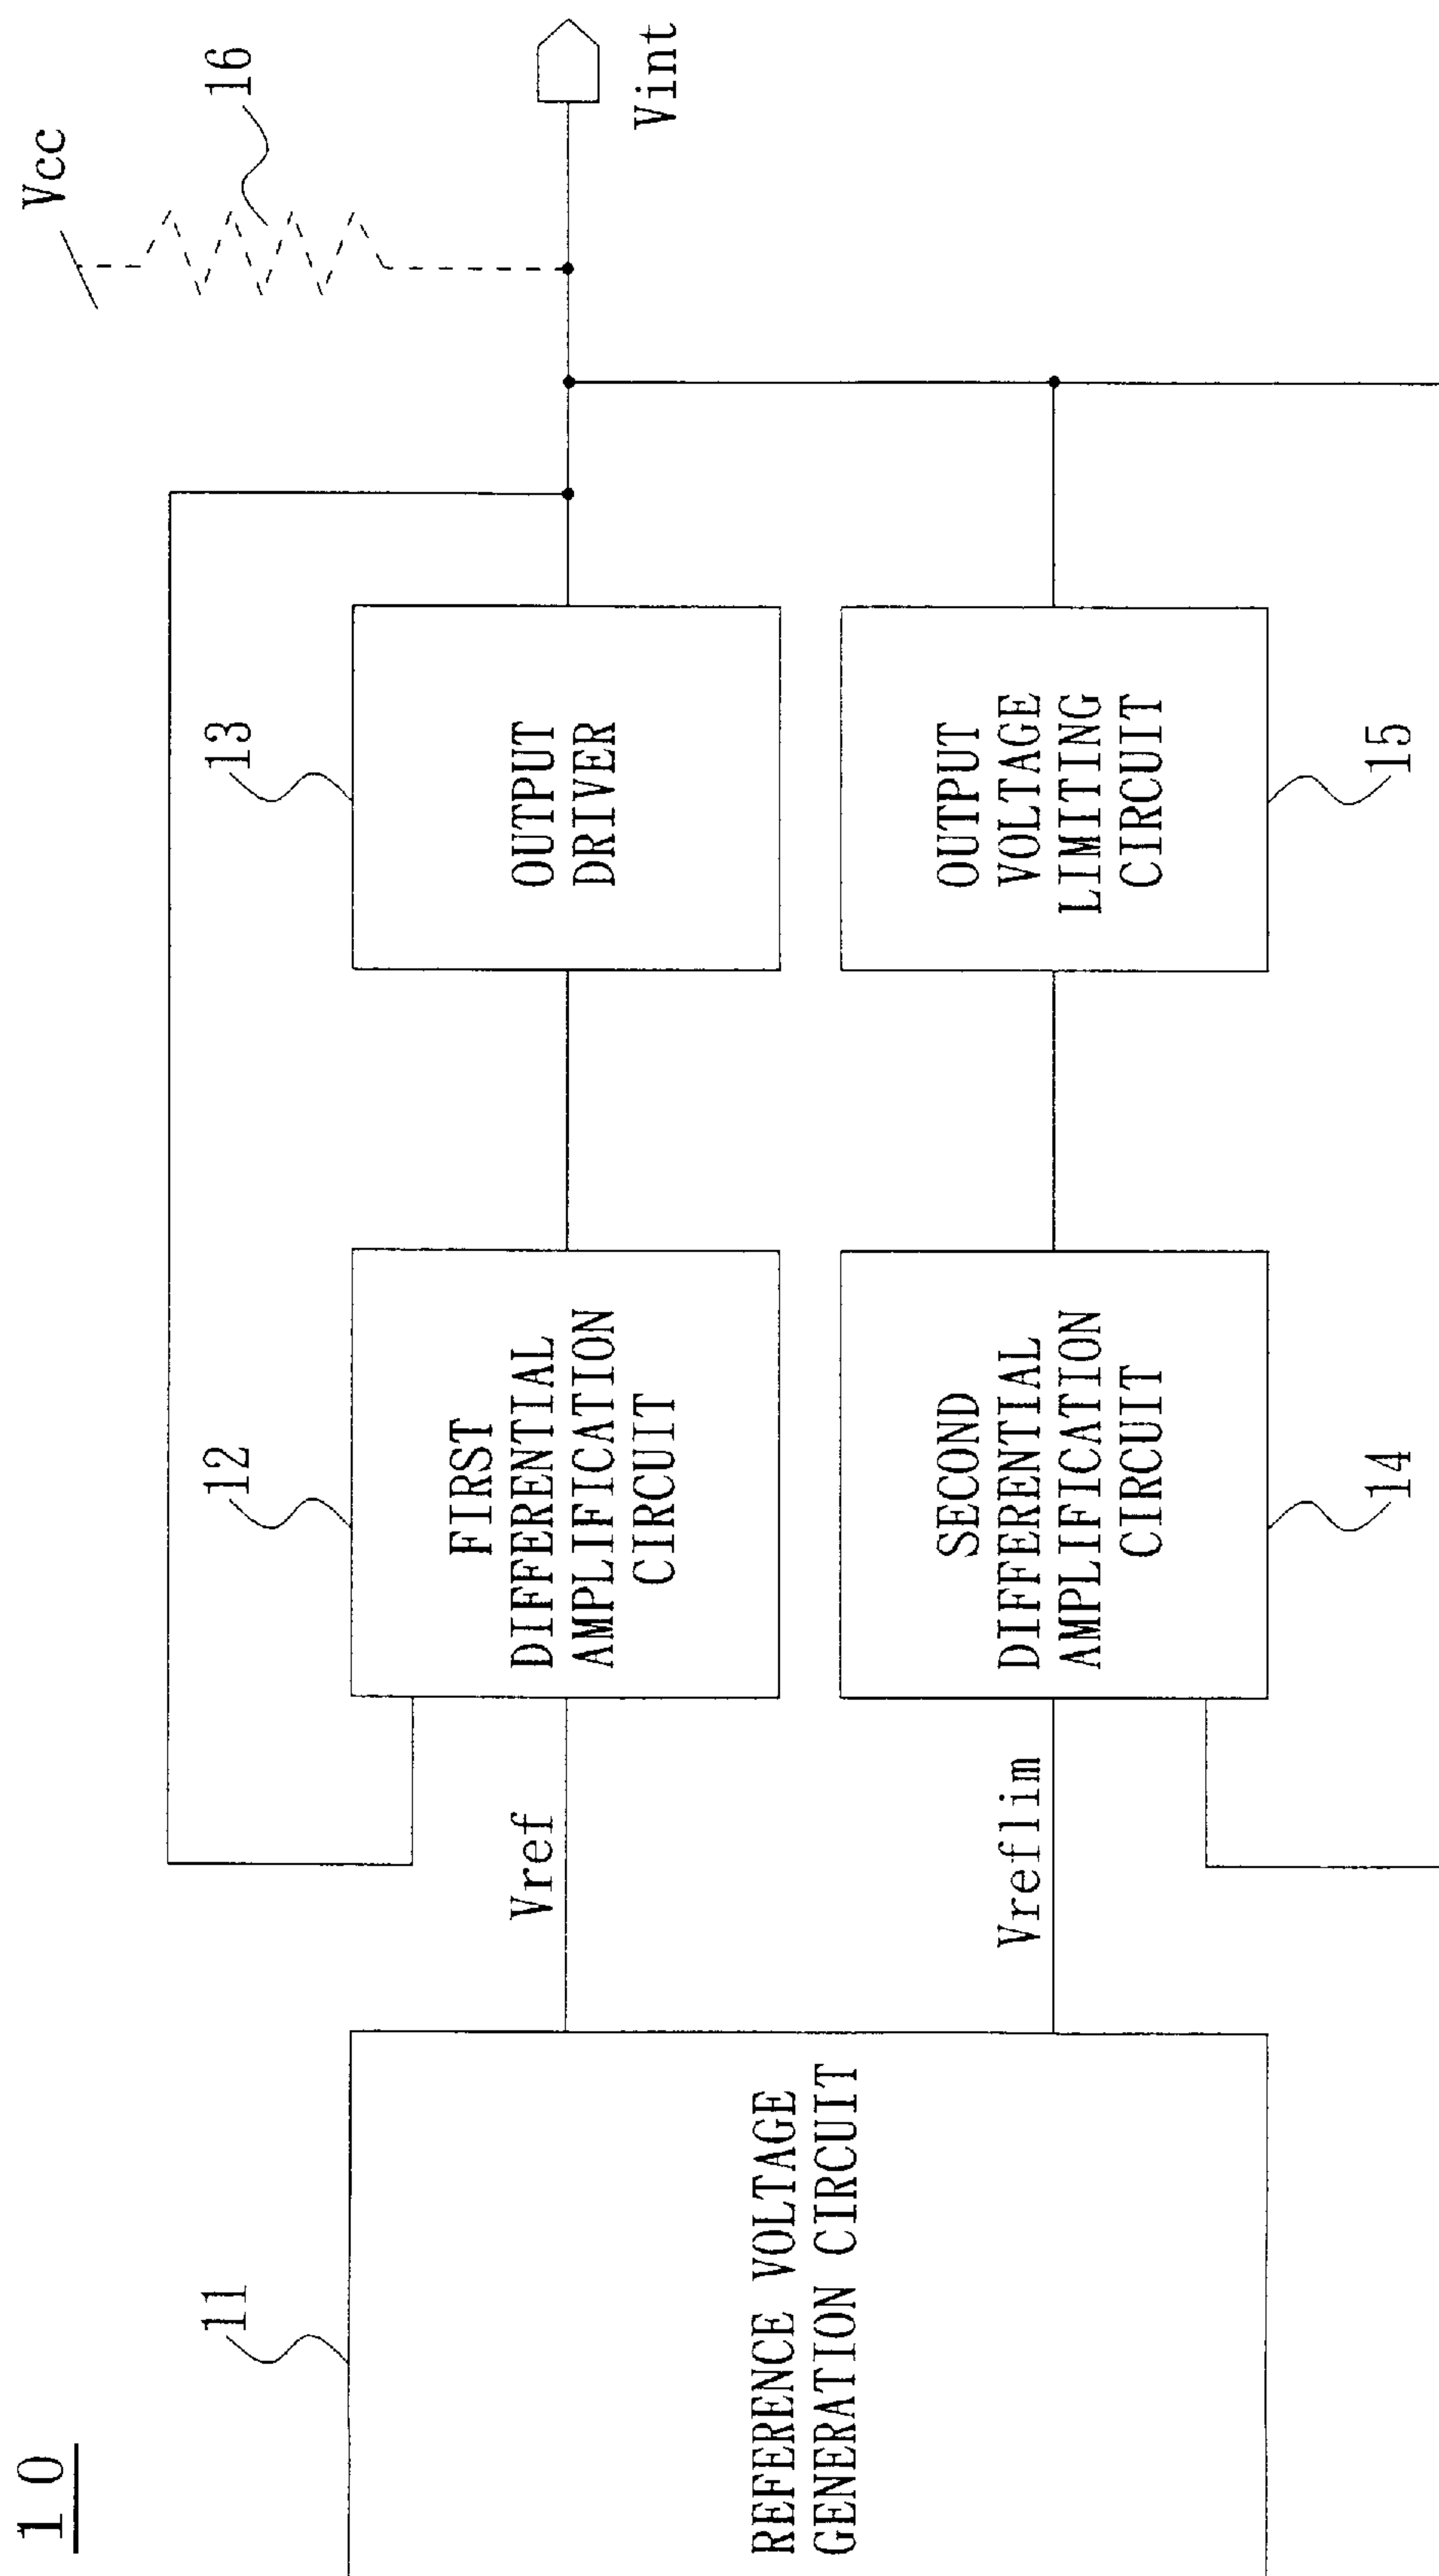 10
11
REFERENCE VOLTAGE
GENERATION CIRCUIT
Vref
Vreflim
12
FIRST
DIFFERENTIAL
AMPLIFICATION
CIRCUIT
SECOND
DIFFERENTIAL
AMPLIFICATION
CIRCUIT
14
13
OUTPUT
DRIVER
OUTPUT
VOLTAGE
LIMITING
CIRCUIT
15
Vcc
16
Vint